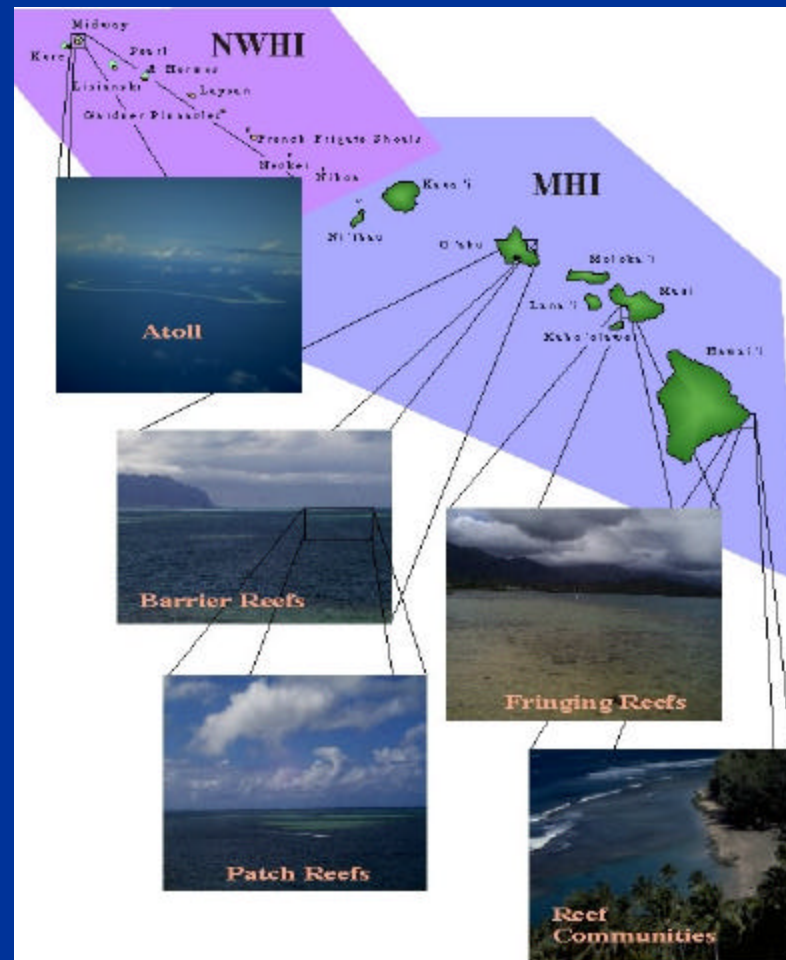 Midway
NWHI
Kure
Pearl
& Hermes
Lisianski
Laysan
Gardner Pinnacles
French Frigate Shoals
Necker
Nihoa
MHI
Kaua'i
Ni'ihau
O'ahu
Moloka'i
Lana'i
Maui
Kaho'olawe
Hawai'i
Atoll
Barrier Reefs
Fringing Reefs
Patch Reefs
Reef
Communities